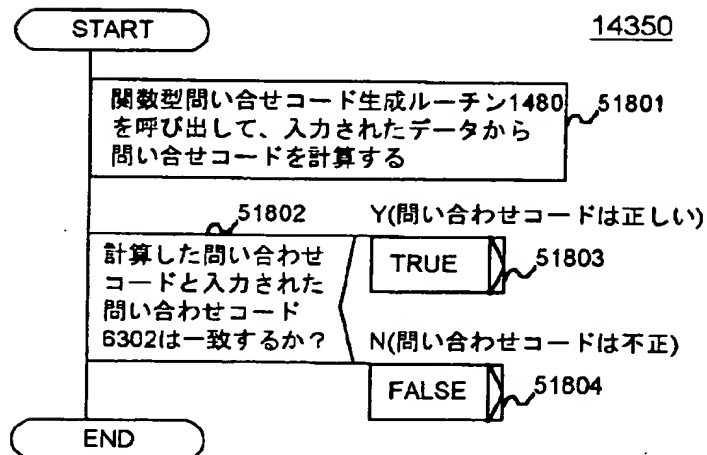 START
14350
関数型問い合せコード生成ルーチン1480
を呼び出して、入力されたデータから
問い合せコードを計算する
51801
51802
計算した問い合わせ
コードと入力された
問い合わせコード
6302は一致するか？
Y(問い合わせコードは正しい)
TRUE
51803
N(問い合わせコードは不正)
FALSE
51804
END